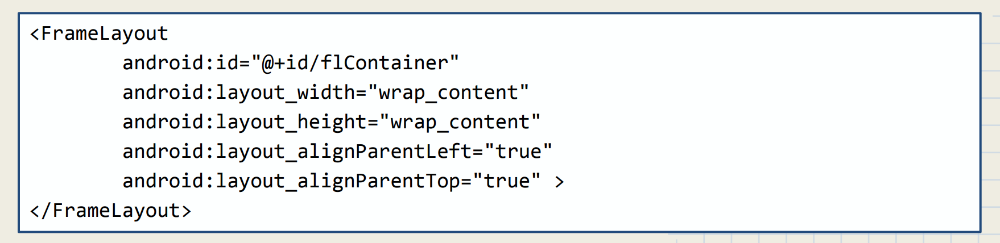 <FrameLayout
android:id="@+id/flContainer"
android:layout_width="wrap_content"
android:layout_height="wrap_content"
android:layout_alignParentLeft="true"
android:layout_alignParentTop="true" >
</FrameLayout>